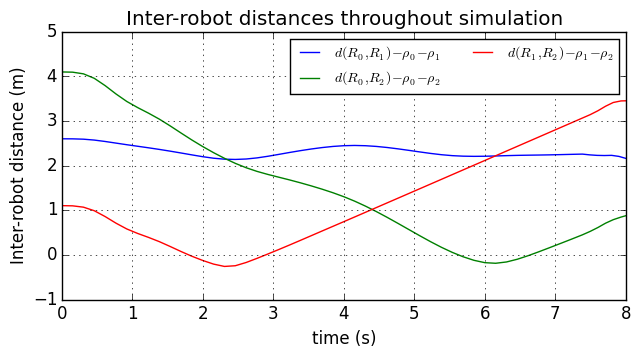 Inter-robot distances throughout simulation
5
4
3
2
1
0
−1
Inter-robot distance (m)
d(R₀,R₁)−ρ₀−ρ₁
d(R₀,R₂)−ρ₀−ρ₂
d(R₁,R₂)−ρ₁−ρ₂
0 1 2 3 4 5 6 7 8
time (s)